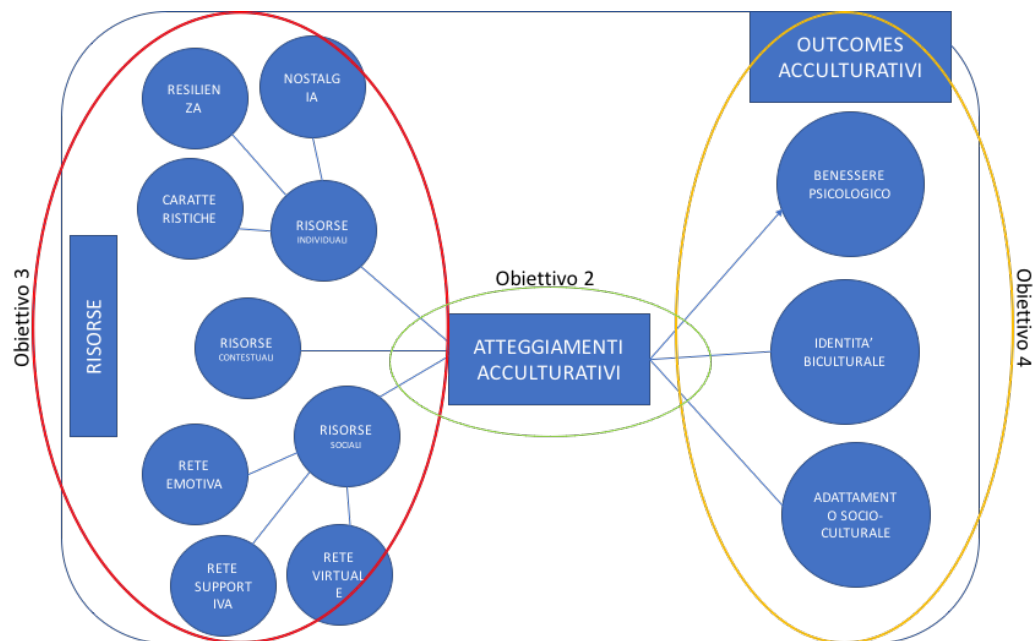 OUTCOMES
ACCULTURATIVI
RESILIEN
ZA
NOSTALG
IA
CARATTE
RISTICHE
RISORSE
INDIVIDUALI
BENESSERE
PSICOLOGICO
Obiettivo 3
RISORSE
RISORSE
CONTESTUALI
Obiettivo 2
ATTEGGIAMENTI
ACCULTURATIVI
IDENTITA’
BICULTURALE
Obiettivo 4
RISORSE
SOCIALI
RETE
EMOTIVA
ADATTAMENT
O SOCIO-
CULTURALE
RETE
SUPPORT
IVA
RETE
VIRTUAL
E